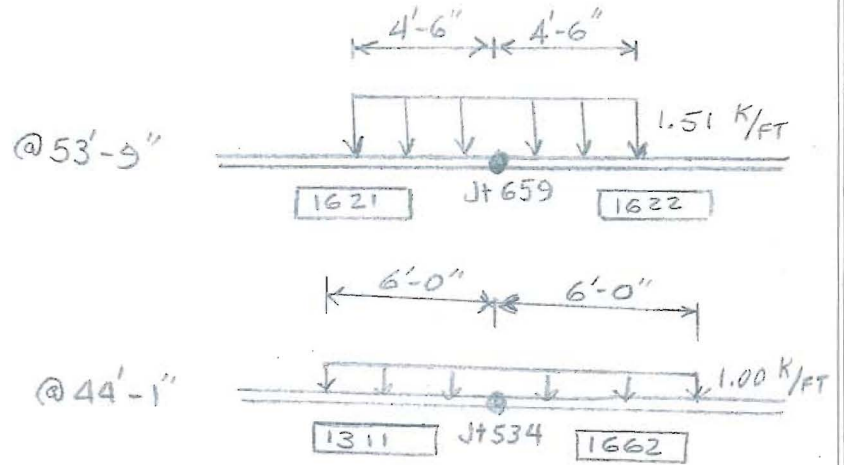 4'-6" 4'-6"
1.51 K/FT
@ 53'-9"
1621 Jt 659 1622
6'-0" 6'-0"
1.00 K/FT
@ 44'-1"
1311 Jt 534 1662